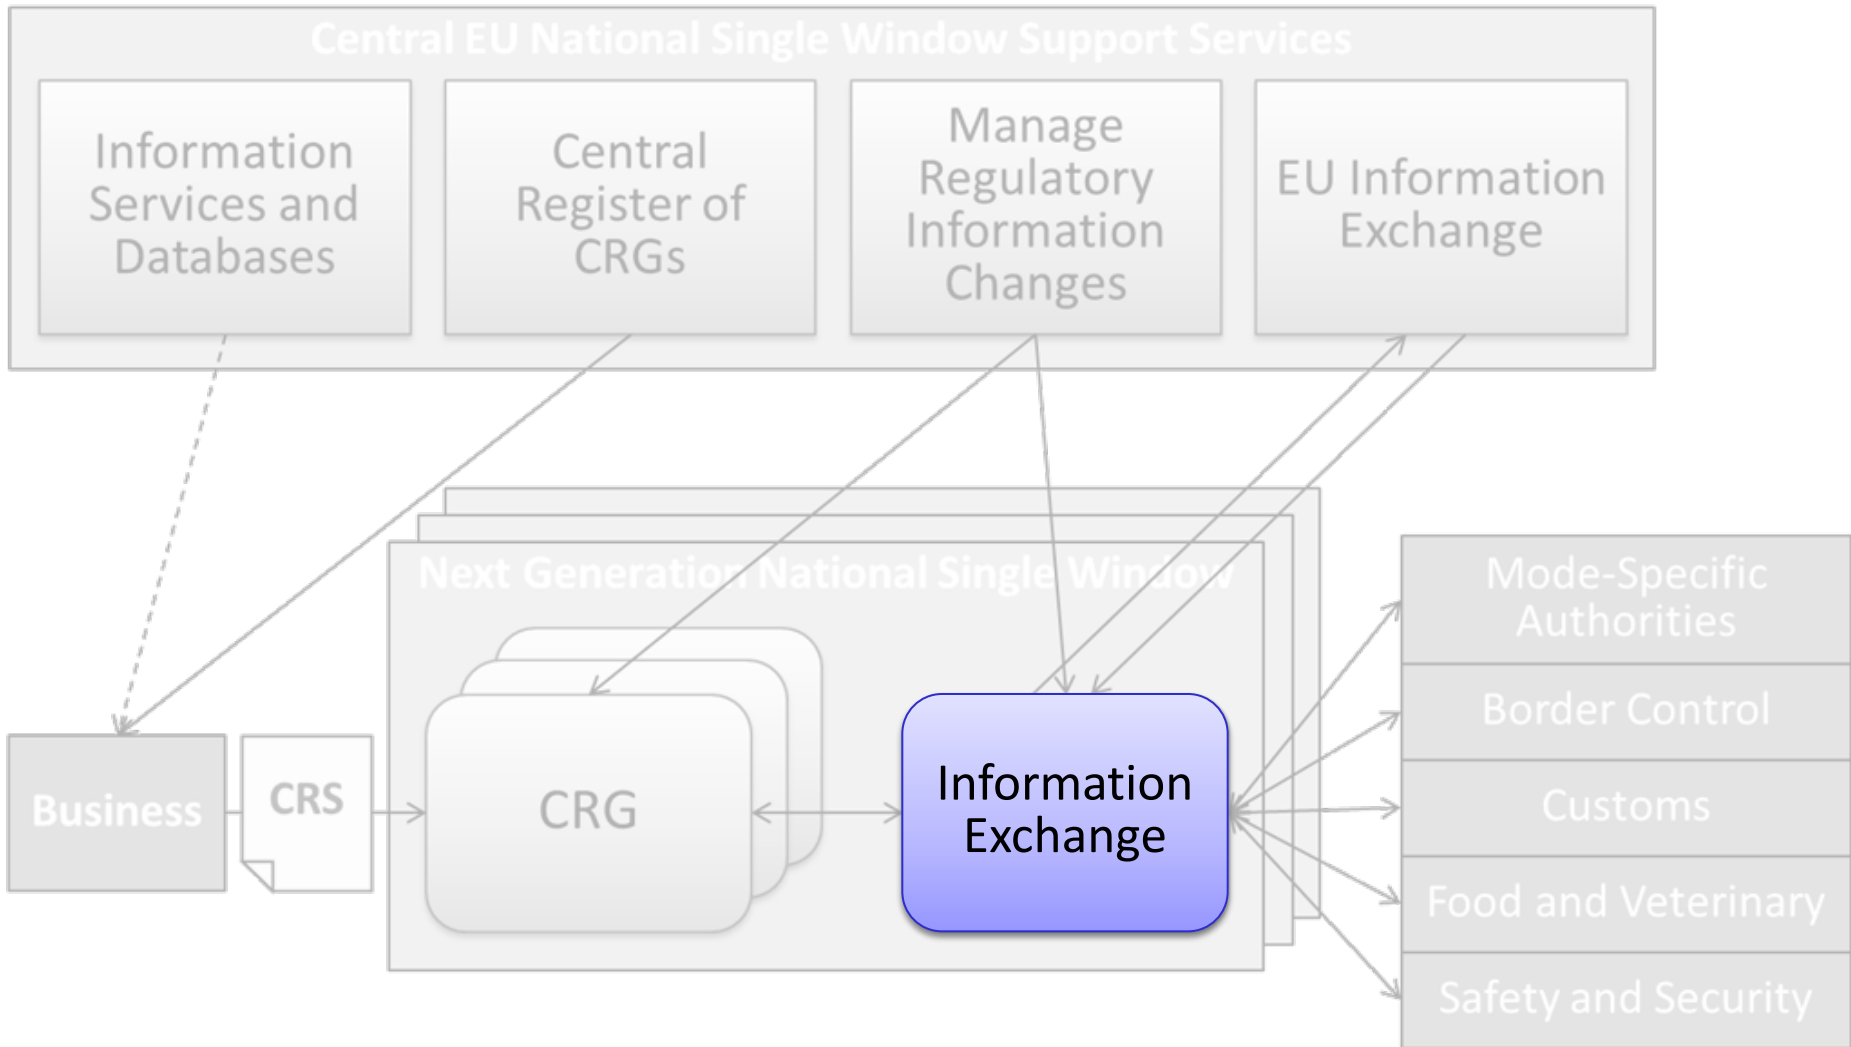 Central EU National Single Window Support Services
Information
Services and
Databases
Central
Register of
CRGs
Manage
Regulatory
Information
Changes
EU Information
Exchange
Next Generation National Single Window
Business
CRS
CRG
Information
Exchange
Mode-Specific
Authorities
Border Control
Customs
Food and Veterinary
Safety and Security